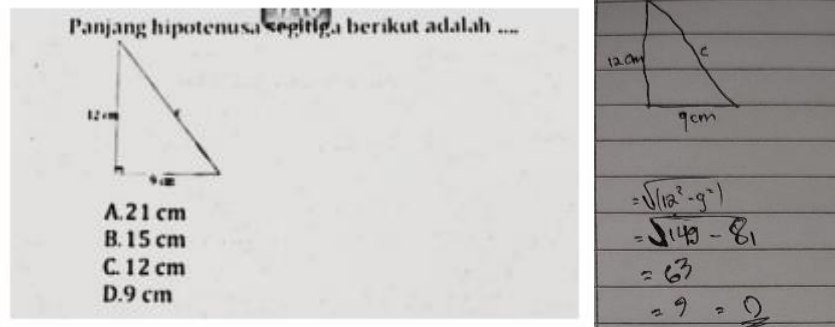 Panjang hipotenusa segitiga berikut adalah ....
12 cm
c
9 cm
A.21 cm
B.15 cm
C.12 cm
D.9 cm
12 cm
c
9cm
=√(12²-9²)
=√149 - 81
= 63
= 9 = D